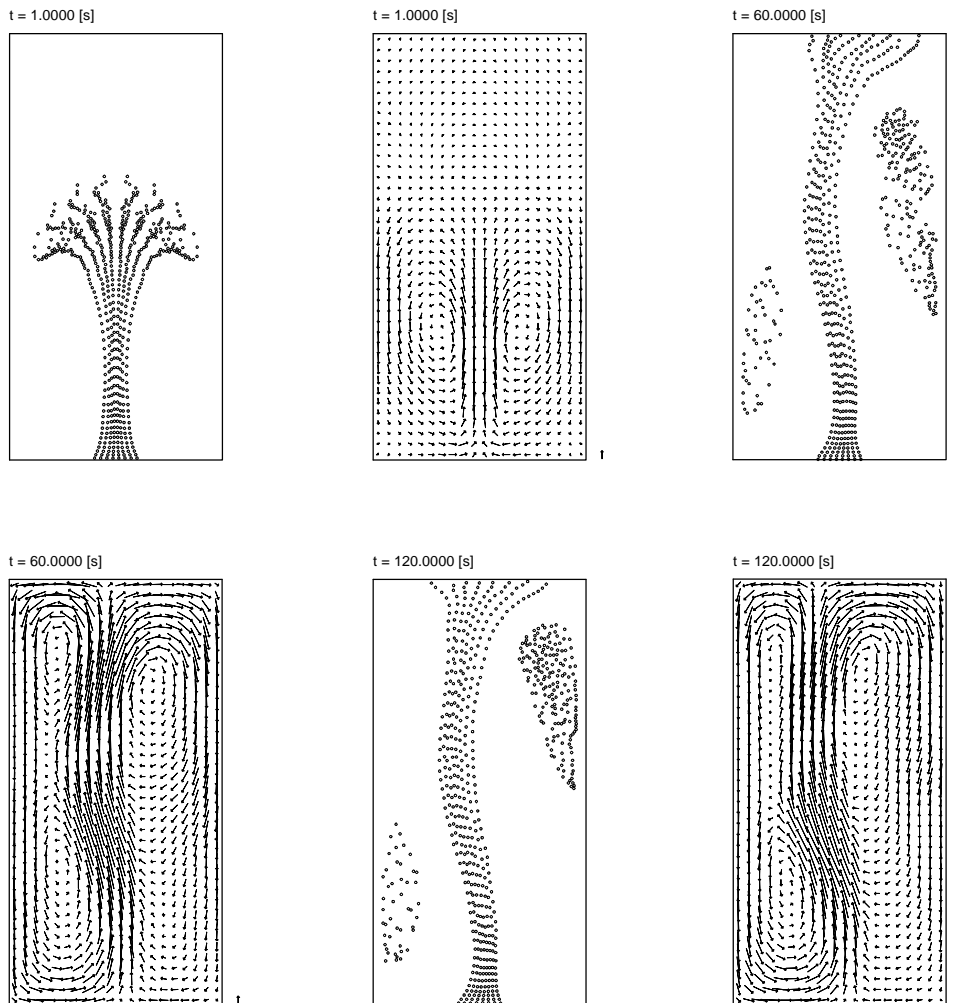 t = 1.0000 [s]
t = 1.0000 [s]
t = 60.0000 [s]
t = 60.0000 [s]
t = 120.0000 [s]
t = 120.0000 [s]